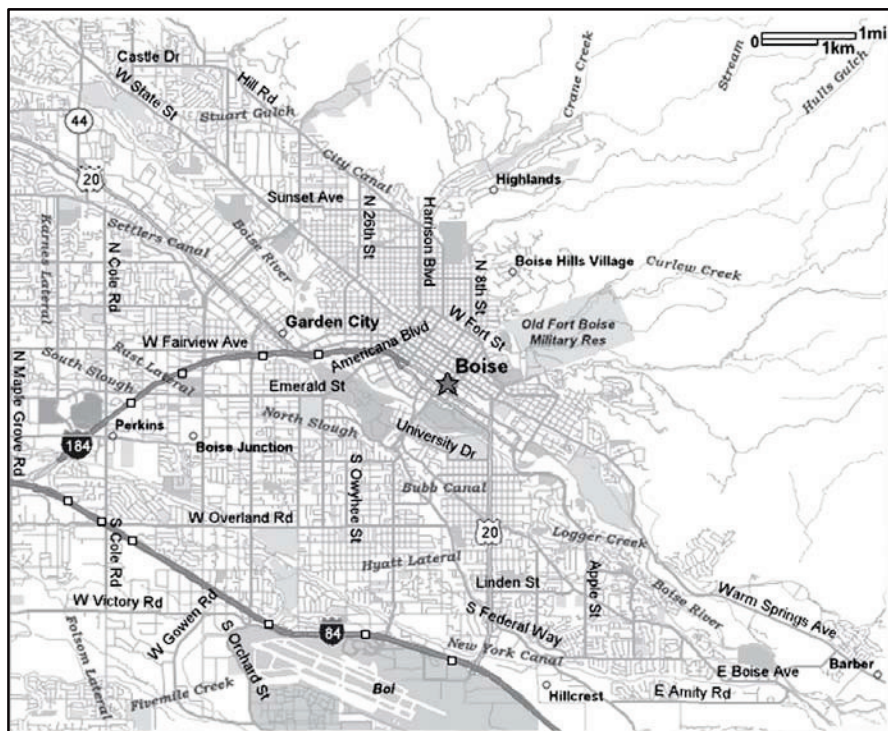 1mi
0 1km
Castle Dr
Hill Rd
W State St
Stuart Gulch
Crane Creek
Stream
Hulls Gulch
44
20
City Canal
Highlands
Sunset Ave
N 26th St
Harrison Blvd
Karnes Lateral
Settlers Canal
N Cole Rd
Boise River
N 8th St
Boise Hills Village
Curlew Creek
Garden City
W Fort St
Old Fort Boise
Military Res
W Fairview Ave
Americana Blvd
Boise
N Maple Grove Rd
South Slough
Rust Lateral
Emerald St
North Slough
University Dr
184
Perkins
Boise Junction
S Owyhee St
Bubb Canal
W Overland Rd
20
Logger Creek
S Cole Rd
Hyatt Lateral
Linden St
Apple St
Boise River
Warm Springs Ave
W Victory Rd
W Gowen Rd
S Orchard St
84
S Federal Way
New York Canal
E Boise Ave
Barber
Folsom Lateral
Fivemile Creek
Boi
Hillcrest
E Amity Rd